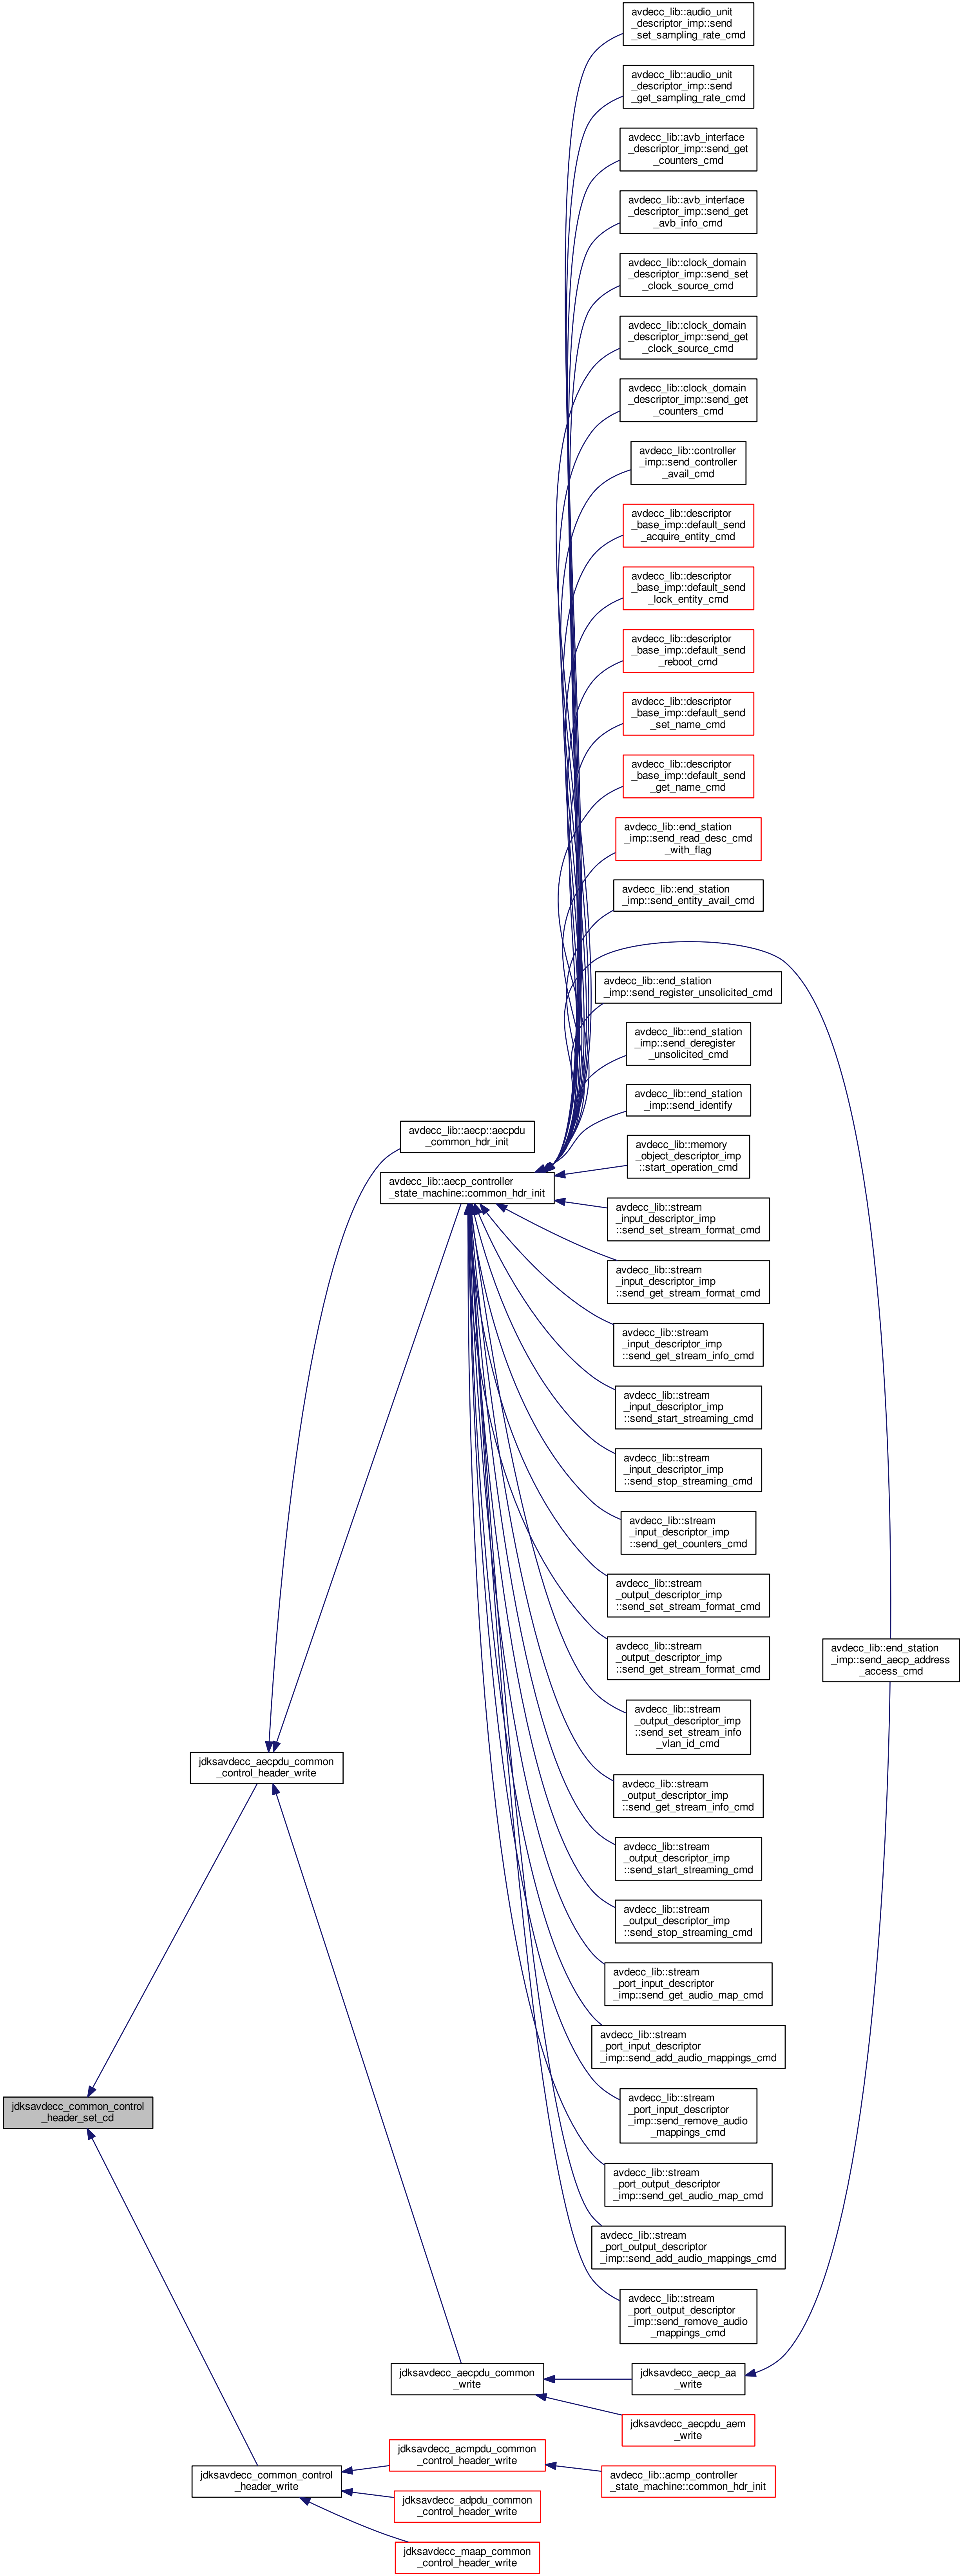 avdecc_lib::audio_unit
_descriptor_imp::send
_set_sampling_rate_cmd
avdecc_lib::audio_unit
_descriptor_imp::send
_get_sampling_rate_cmd
avdecc_lib::avb_interface
_descriptor_imp::send_get
_counters_cmd
avdecc_lib::avb_interface
_descriptor_imp::send_get
_avb_info_cmd
avdecc_lib::clock_domain
_descriptor_imp::send_set
_clock_source_cmd
avdecc_lib::clock_domain
_descriptor_imp::send_get
_clock_source_cmd
avdecc_lib::clock_domain
_descriptor_imp::send_get
_counters_cmd
avdecc_lib::controller
_imp::send_controller
_avail_cmd
avdecc_lib::descriptor
_base_imp::default_send
_acquire_entity_cmd
avdecc_lib::descriptor
_base_imp::default_send
_lock_entity_cmd
avdecc_lib::descriptor
_base_imp::default_send
_reboot_cmd
avdecc_lib::descriptor
_base_imp::default_send
_set_name_cmd
avdecc_lib::descriptor
_base_imp::default_send
_get_name_cmd
avdecc_lib::end_station
_imp::send_read_desc_cmd
_with_flag
avdecc_lib::end_station
_imp::send_entity_avail_cmd
avdecc_lib::end_station
_imp::send_register_unsolicited_cmd
avdecc_lib::end_station
_imp::send_deregister
_unsolicited_cmd
avdecc_lib::end_station
_imp::send_identify
avdecc_lib::aecp::aecpdu
_common_hdr_init
avdecc_lib::memory
_object_descriptor_imp
::start_operation_cmd
avdecc_lib::aecp_controller
_state_machine::common_hdr_init
avdecc_lib::stream
_input_descriptor_imp
::send_set_stream_format_cmd
avdecc_lib::stream
_input_descriptor_imp
::send_get_stream_format_cmd
avdecc_lib::stream
_input_descriptor_imp
::send_get_stream_info_cmd
avdecc_lib::stream
_input_descriptor_imp
::send_start_streaming_cmd
avdecc_lib::stream
_input_descriptor_imp
::send_stop_streaming_cmd
avdecc_lib::stream
_input_descriptor_imp
::send_get_counters_cmd
avdecc_lib::stream
_output_descriptor_imp
::send_set_stream_format_cmd
avdecc_lib::stream
_output_descriptor_imp
::send_get_stream_format_cmd
avdecc_lib::end_station
_imp::send_aecp_address
_access_cmd
avdecc_lib::stream
_output_descriptor_imp
::send_set_stream_info
_vlan_id_cmd
jdksavdecc_aecpdu_common
_control_header_write
avdecc_lib::stream
_output_descriptor_imp
::send_get_stream_info_cmd
avdecc_lib::stream
_output_descriptor_imp
::send_start_streaming_cmd
avdecc_lib::stream
_output_descriptor_imp
::send_stop_streaming_cmd
avdecc_lib::stream
_port_input_descriptor
_imp::send_get_audio_map_cmd
avdecc_lib::stream
_port_input_descriptor
_imp::send_add_audio_mappings_cmd
jdksavdecc_common_control
_header_set_cd
avdecc_lib::stream
_port_input_descriptor
_imp::send_remove_audio
_mappings_cmd
avdecc_lib::stream
_port_output_descriptor
_imp::send_get_audio_map_cmd
avdecc_lib::stream
_port_output_descriptor
_imp::send_add_audio_mappings_cmd
avdecc_lib::stream
_port_output_descriptor
_imp::send_remove_audio
_mappings_cmd
jdksavdecc_aecpdu_common
_write
jdksavdecc_aecp_aa
_write
jdksavdecc_aecpdu_aem
_write
jdksavdecc_common_control
_header_write
jdksavdecc_acmpdu_common
_control_header_write
avdecc_lib::acmp_controller
_state_machine::common_hdr_init
jdksavdecc_adpdu_common
_control_header_write
jdksavdecc_maap_common
_control_header_write